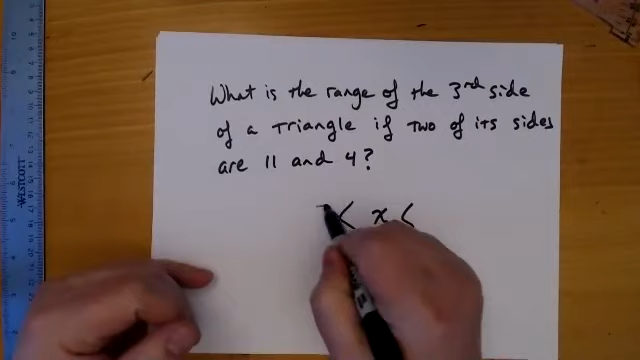 What is the range of the 3rd side
of a triangle if two of its sides
are 11 and 4?
< x <
WESTCOTT